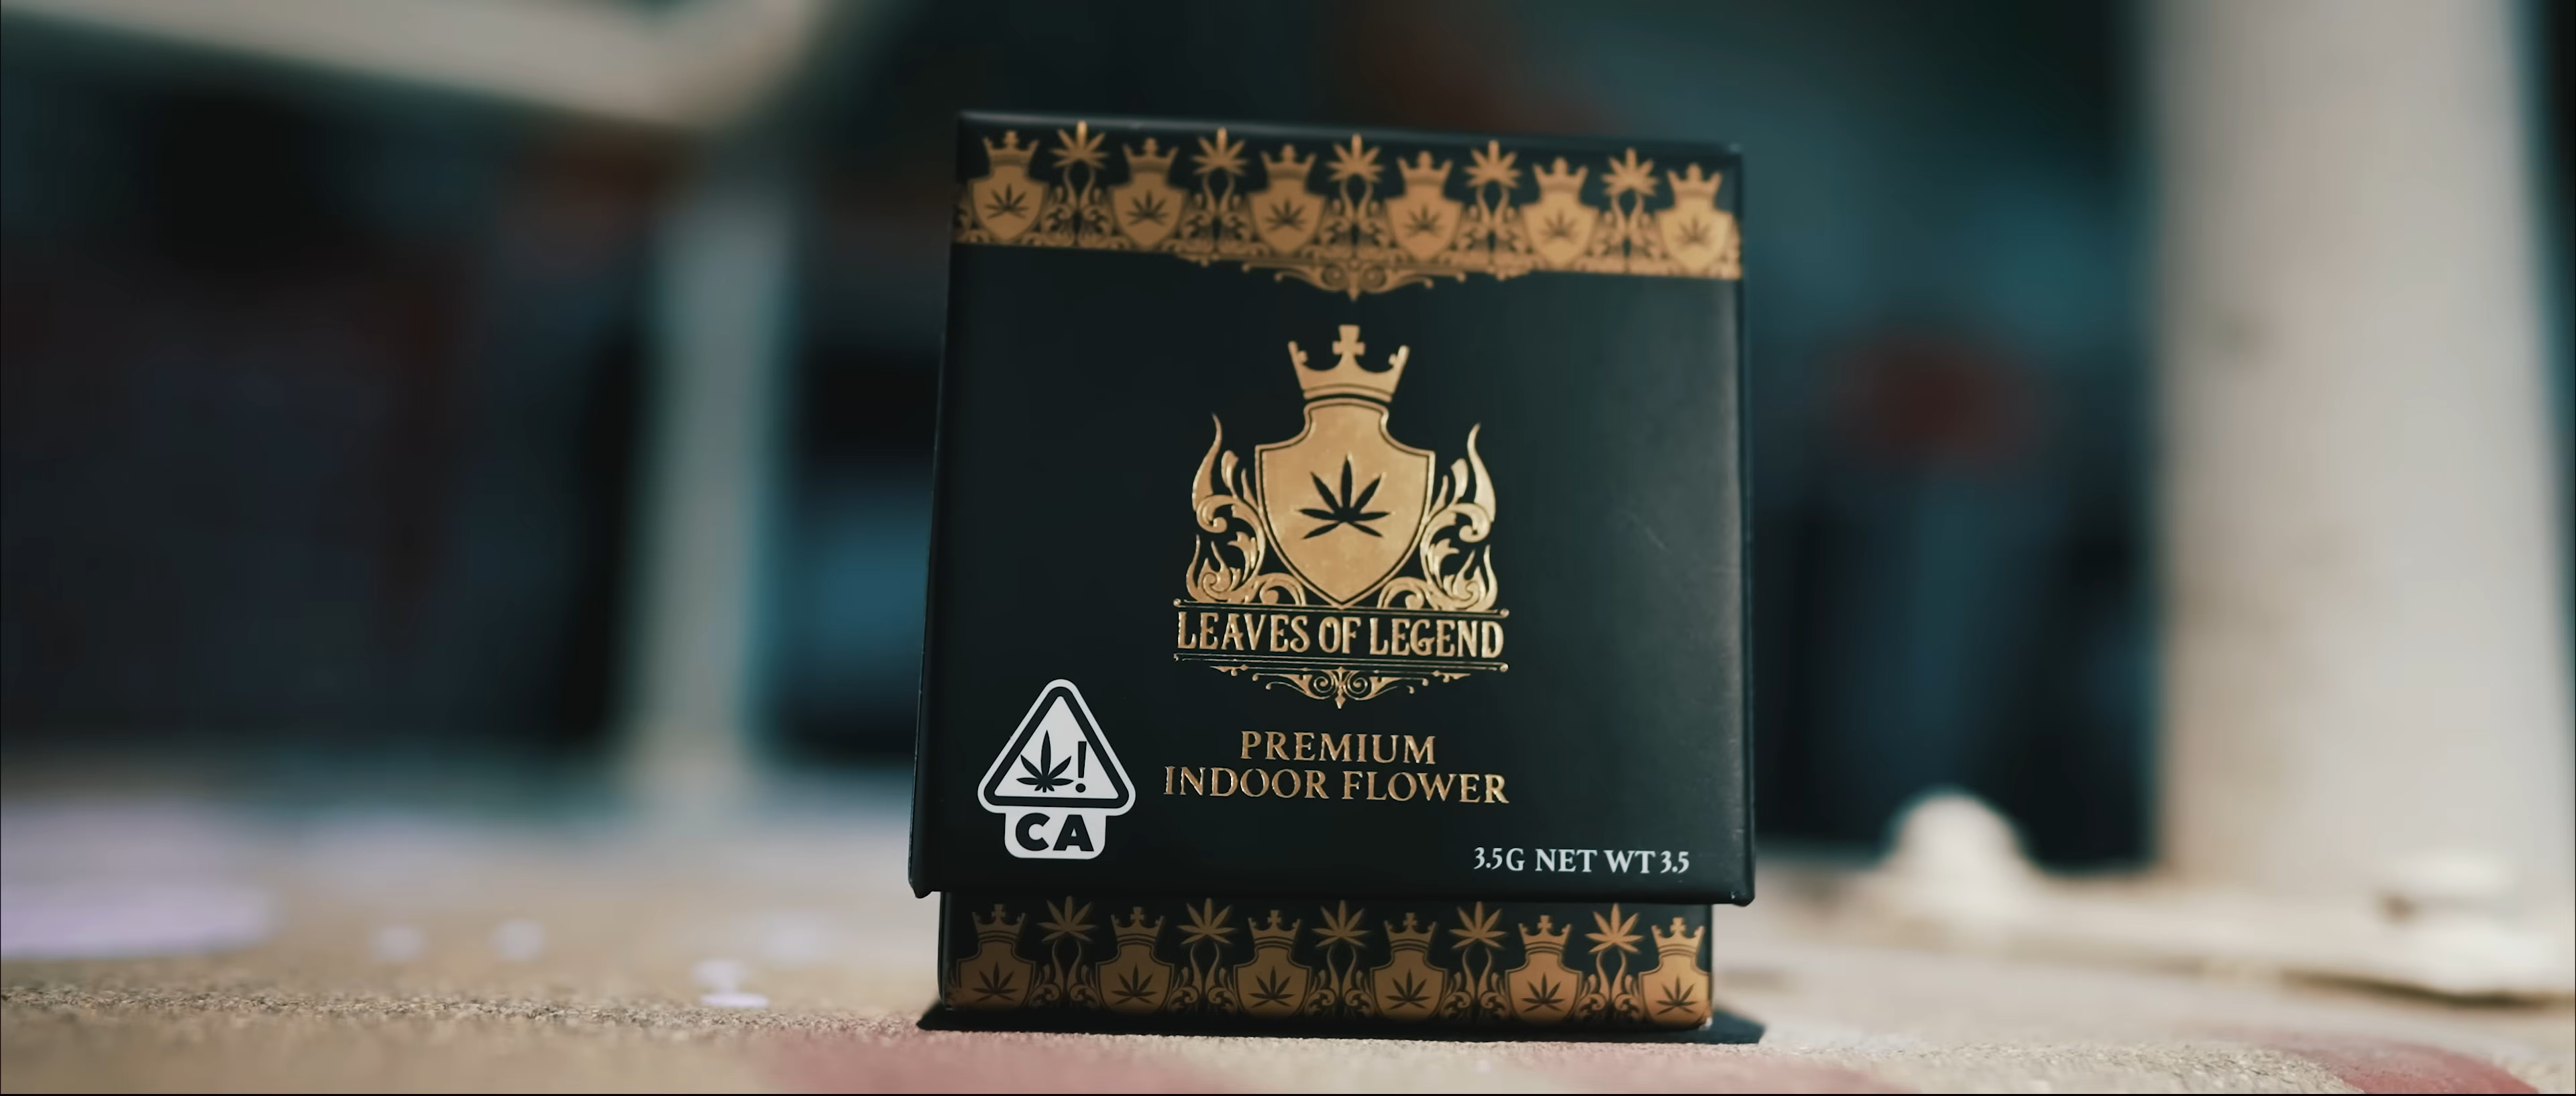 LEAVES OF LEGEND
PREMIUM
INDOOR FLOWER
!
CA
3.5G NET WT 3.5